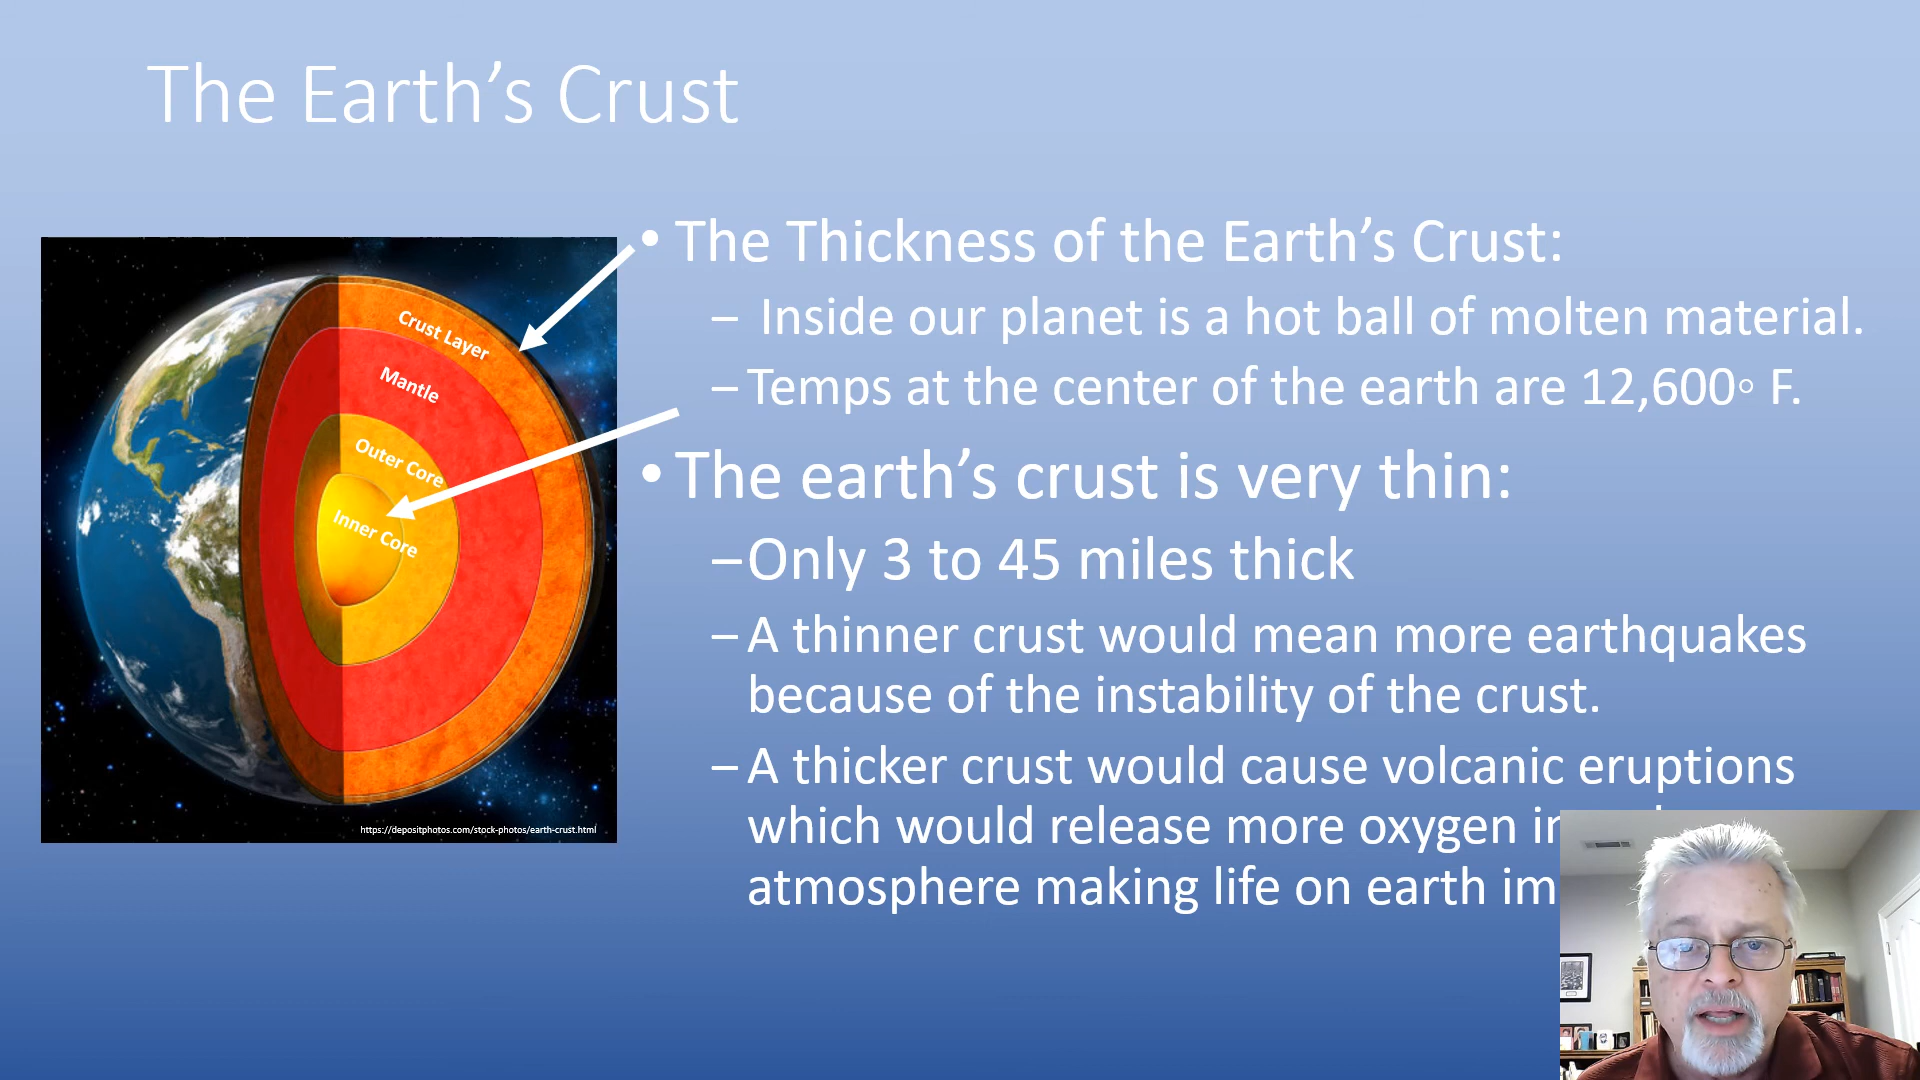 The Earth’s Crust
• The Thickness of the Earth’s Crust:
– Inside our planet is a hot ball of molten material.
– Temps at the center of the earth are 12,600◦ F.
• The earth’s crust is very thin:
– Only 3 to 45 miles thick
– A thinner crust would mean more earthquakes
because of the instability of the crust.
– A thicker crust would cause volcanic eruptions
which would release more oxygen
atmosphere making life on earth
Crust Layer
Mantle
Outer Core
Inner Core
https://depositphotos.com/stock-photos/earth-crust.html